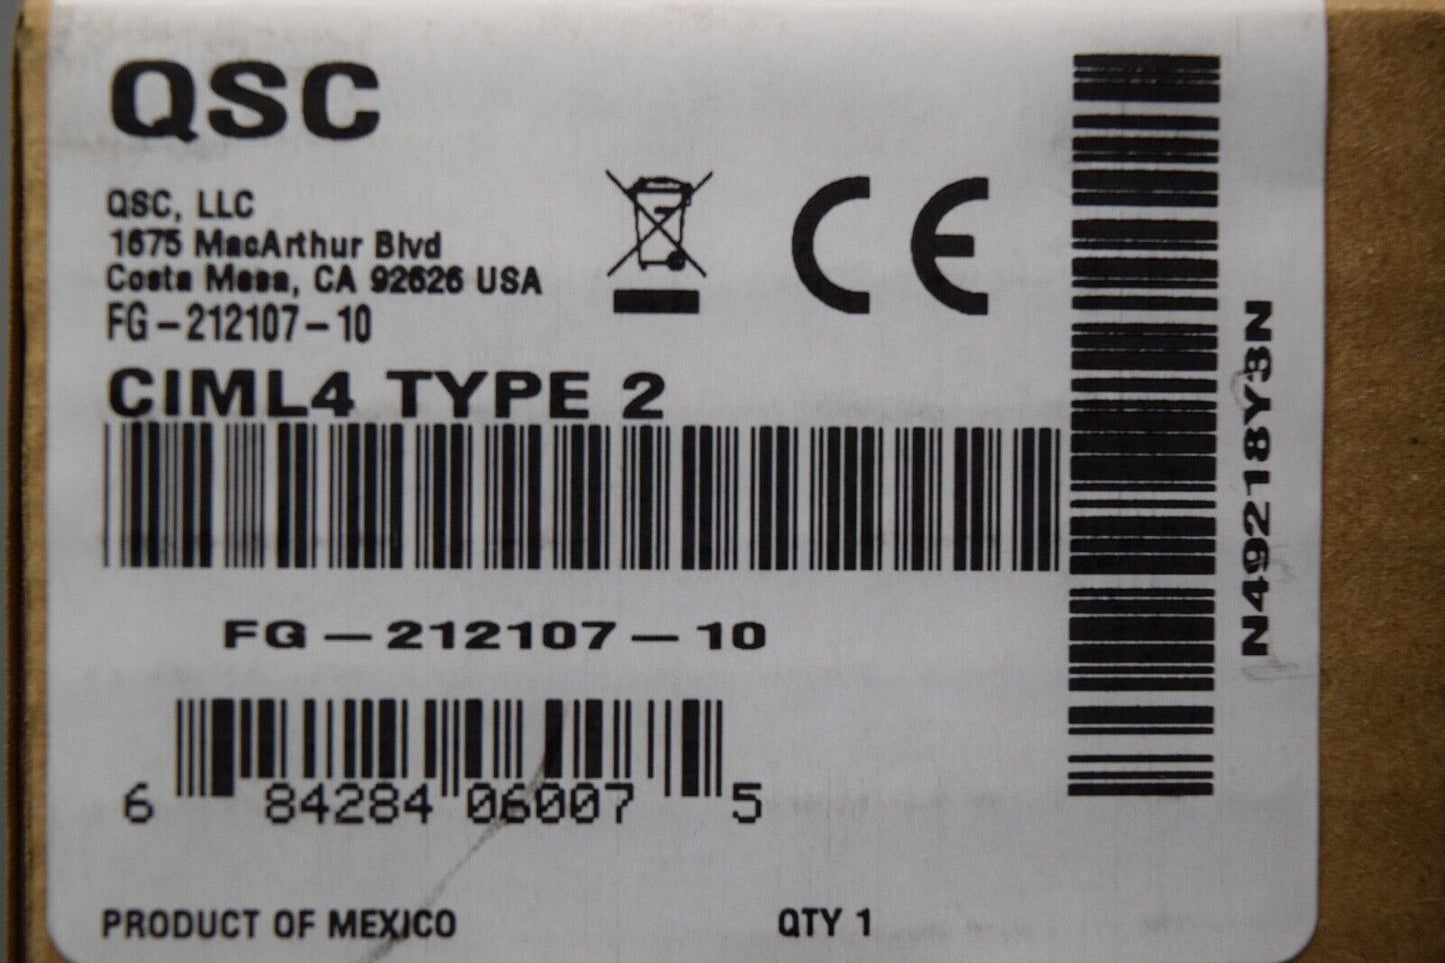 QSC
QSC, LLC
1675 MacArthur Blvd
Costa Mesa, CA 92626 USA
FG-212107-10
CIML4 TYPE 2
FG-212107-10
6 84284 06007 5
PRODUCT OF MEXICO
QTY 1
CE
N49218Y3N